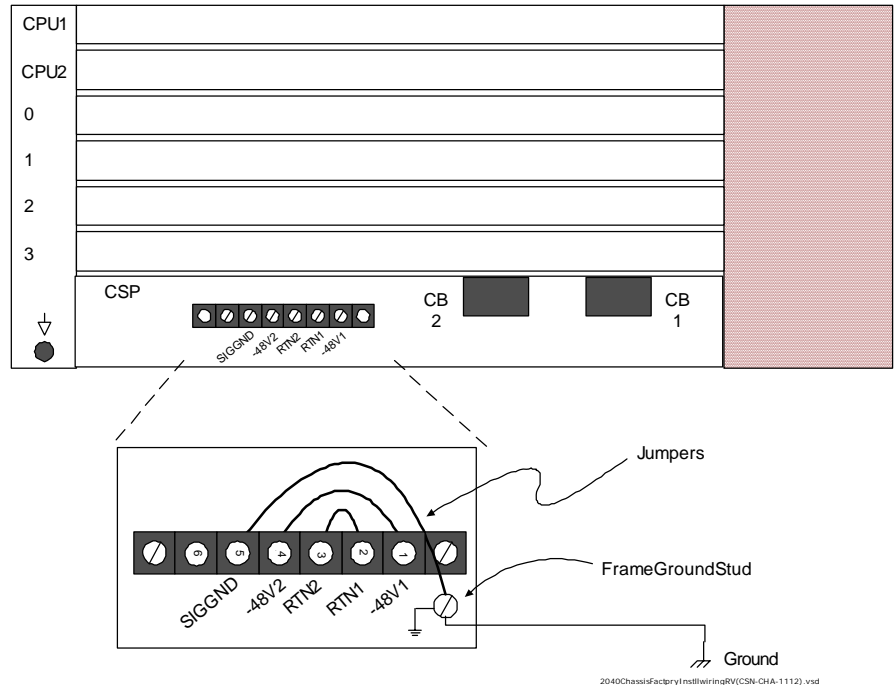 CPU1
CPU2
0
1
2
3
CSP
CB
2
CB
1
SIGGND
-48V2
RTN2
RTN1
-48V1
Jumpers
6
5
4
3
2
1
SIGGND
-48V2
RTN2
RTN1
-48V1
FrameGroundStud
Ground
2040ChassisFactpryInstllwiringRV(CSN-CHA-1112).vsd